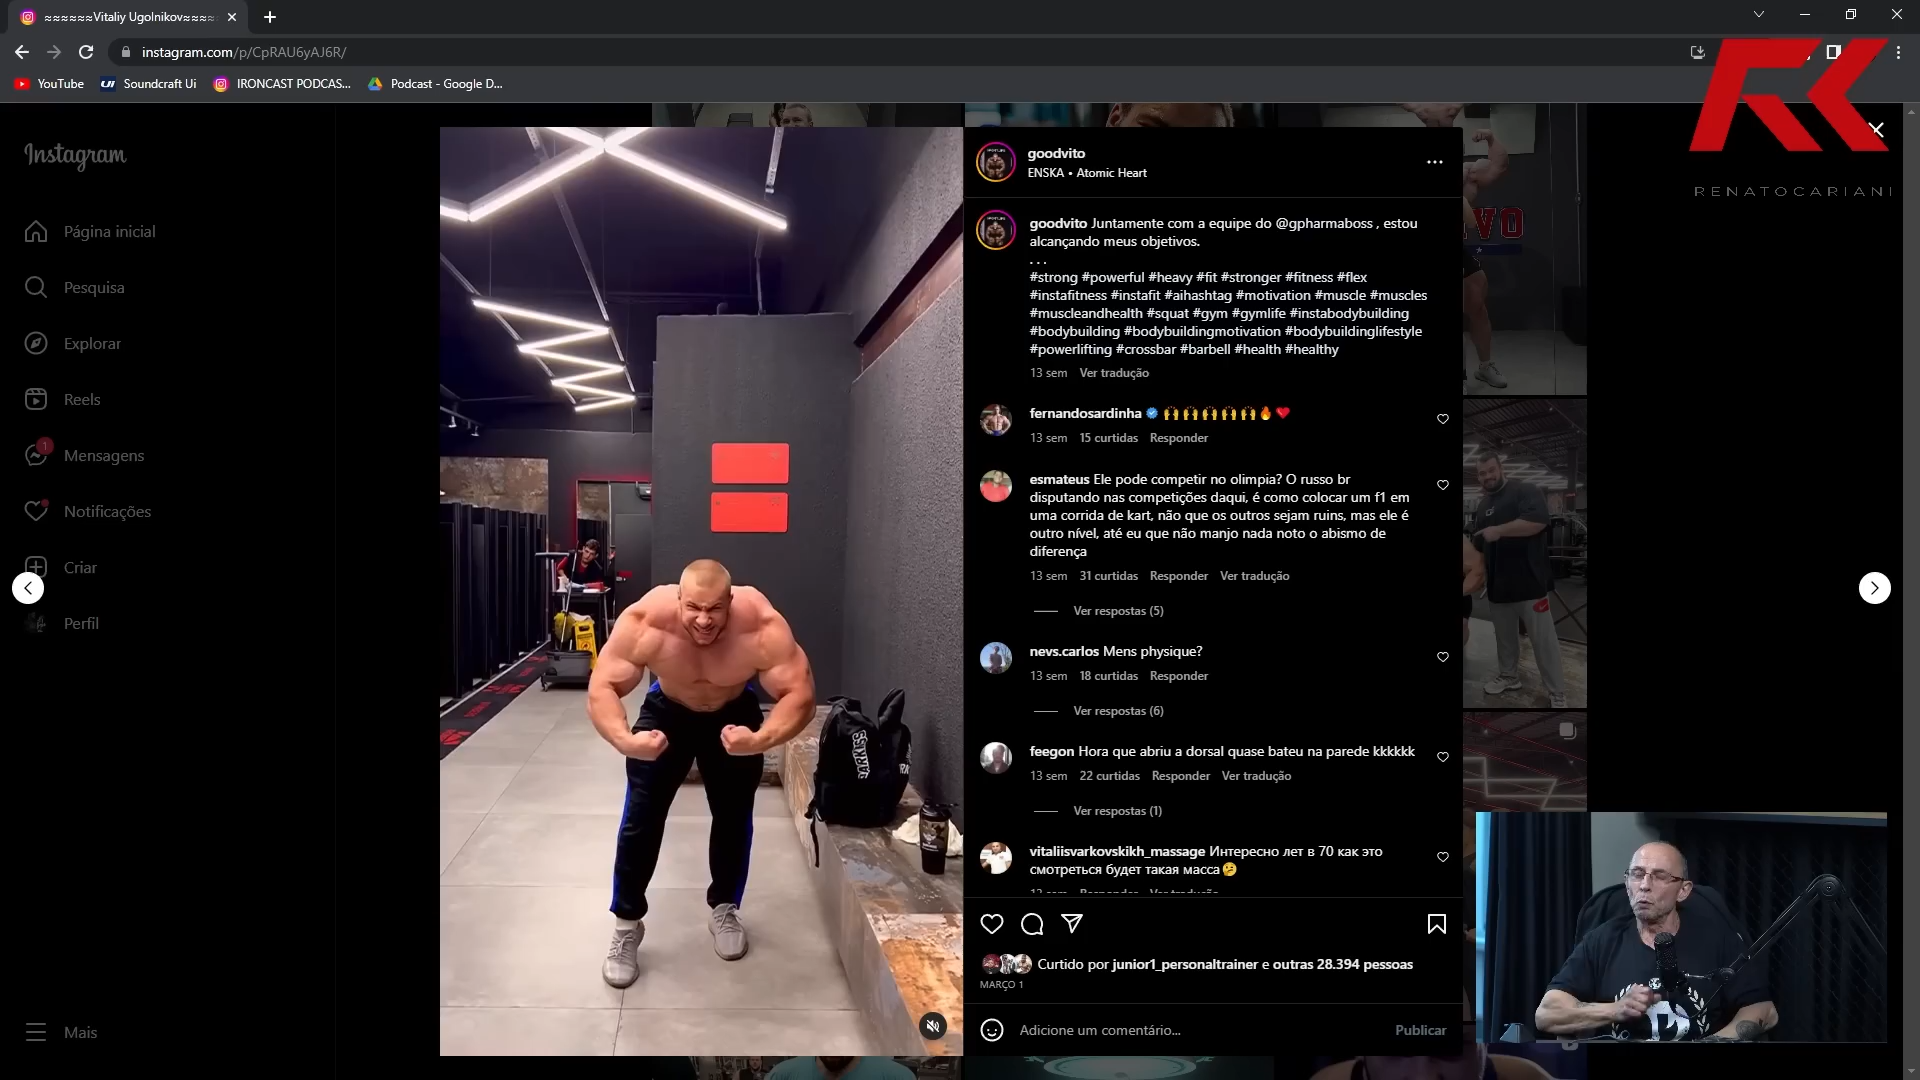 ≈≈≈≈≈≈Vitaliy Ugolnikov≈≈≈≈
instagram.com/p/CpRAU6yAJ6R/
YouTube
Ui
Soundcraft Ui
IRONCAST PODCAS...
Podcast - Google D...
RK
RENATOCARIANI
Instagram
Página inicial
Pesquisa
Explorar
Reels
1
Mensagens
Notificações
Criar
Perfil
Mais
goodvito
ENSKA • Atomic Heart
goodvito Juntamente com a equipe do @gpharmaboss , estou
alcançando meus objetivos.
. . .
#strong #powerful #heavy #fit #stronger #fitness #flex
#instafitness #instafit #aihashtag #motivation #muscle #muscles
#muscleandhealth #squat #gym #gymlife #instabodybuilding
#bodybuilding #bodybuildingmotivation #bodybuildinglifestyle
#powerlifting #crossbar #barbell #health #healthy
13 sem Ver tradução
fernandosardinha 🙌🙌🙌🙌🙌🔥❤️
13 sem 15 curtidas Responder
esmateus Ele pode competir no olimpia? O russo br
disputando nas competições daqui, é como colocar um f1 em
uma corrida de kart, não que os outros sejam ruins, mas ele é
outro nível, até eu que não manjo nada noto o abismo de
diferença
13 sem 31 curtidas Responder Ver tradução
Ver respostas (5)
nevs.carlos Mens physique?
13 sem 18 curtidas Responder
Ver respostas (6)
feegon Hora que abriu a dorsal quase bateu na parede kkkkkk
13 sem 22 curtidas Responder Ver tradução
Ver respostas (1)
vitaliisvarkovskikh_massage Интересно лет в 70 как это
смотреться будет такая масса🤔
13 sem Responder Ver tradução
Curtido por junior1_personaltrainer e outras 28.394 pessoas
MARÇO 1
Adicione um comentário...
Publicar
VO